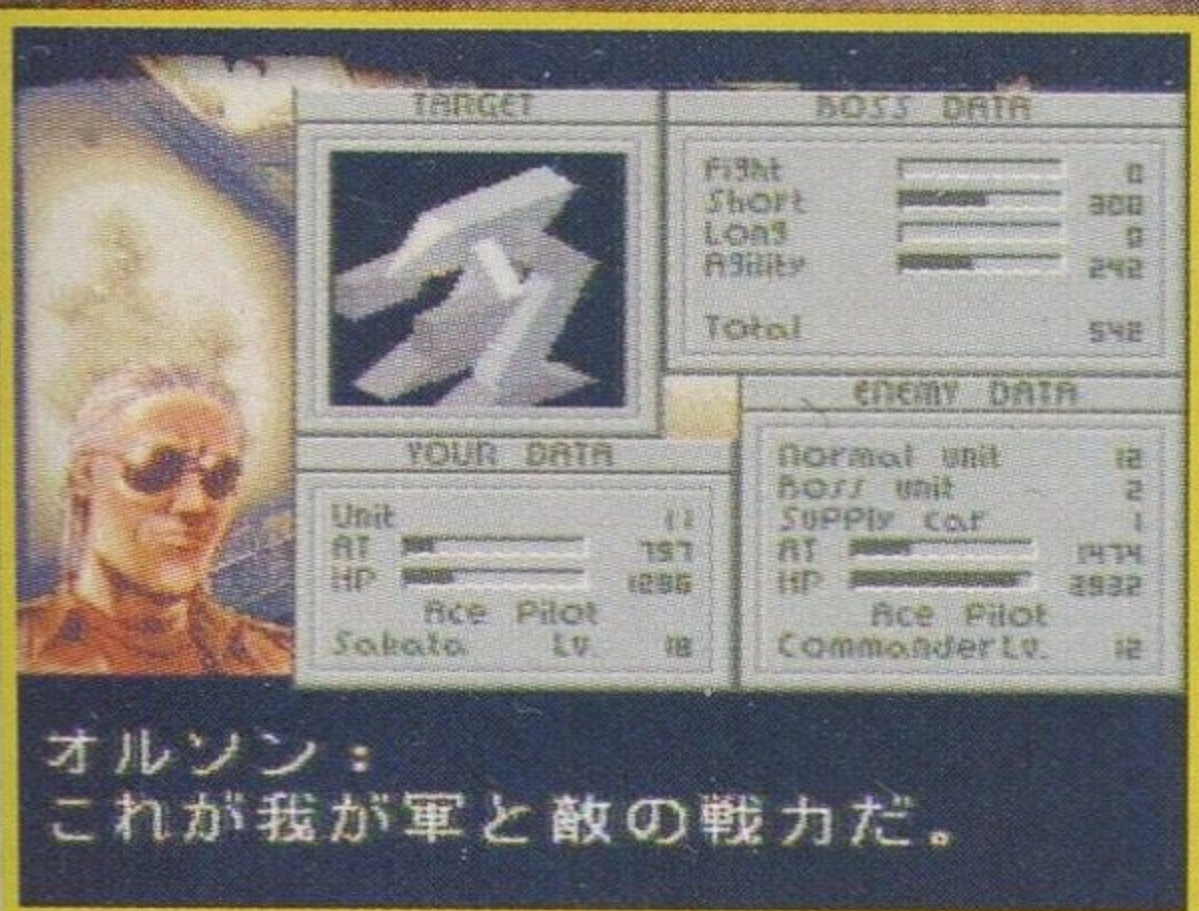 TARGET
BOSS DATA
Fight 0
Short 300
Long 0
Agility 242
Total 542
YOUR DATA
Unit 11
AT 797
HP 1296
Ace Pilot
Sakata Lv. 18
ENEMY DATA
Normal unit 12
Boss unit 2
Supply car 1
AT 1474
HP 2932
Ace Pilot
Commander Lv. 12
オルソン：
これが我が軍と敵の戦力だ。